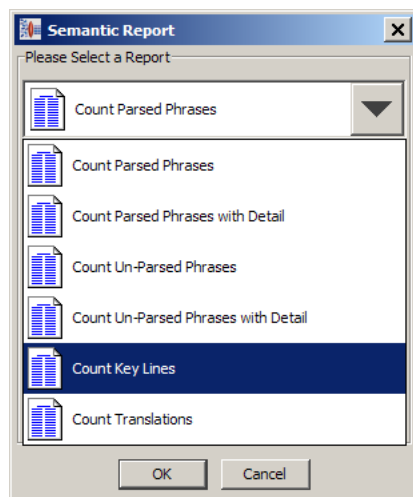 Semantic Report
Please Select a Report
Count Parsed Phrases
Count Parsed Phrases
Count Parsed Phrases with Detail
Count Un-Parsed Phrases
Count Un-Parsed Phrases with Detail
Count Key Lines
Count Translations
OK Cancel